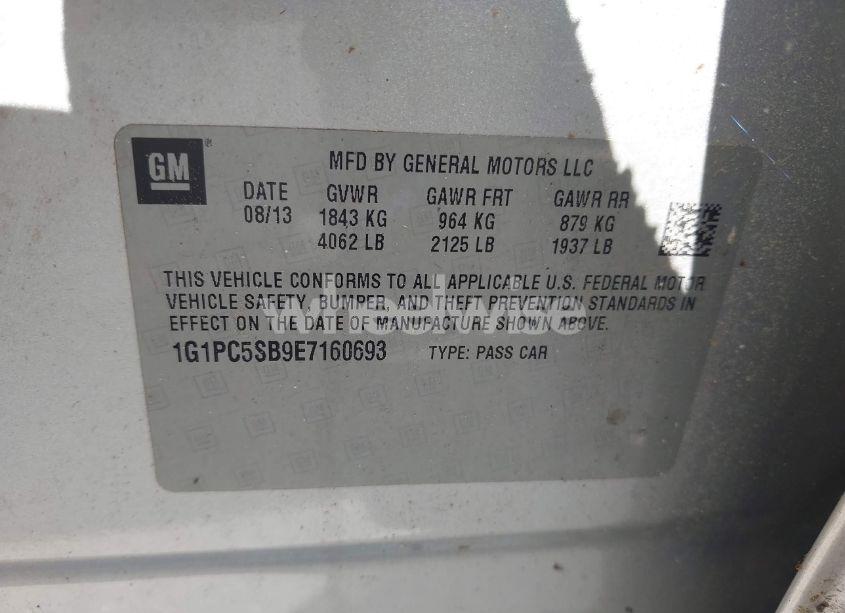 GM
MFD BY GENERAL MOTORS LLC
DATE GVWR GAWR FRT GAWR RR
08/13 1843 KG 964 KG 879 KG
4062 LB 2125 LB 1937 LB
THIS VEHICLE CONFORMS TO ALL APPLICABLE U.S. FEDERAL MOTOR
VEHICLE SAFETY, BUMPER, AND THEFT PREVENTION STANDARDS IN
EFFECT ON THE DATE OF MANUFACTURE SHOWN ABOVE.
1G1PC5SB9E7160693 TYPE: PASS CAR